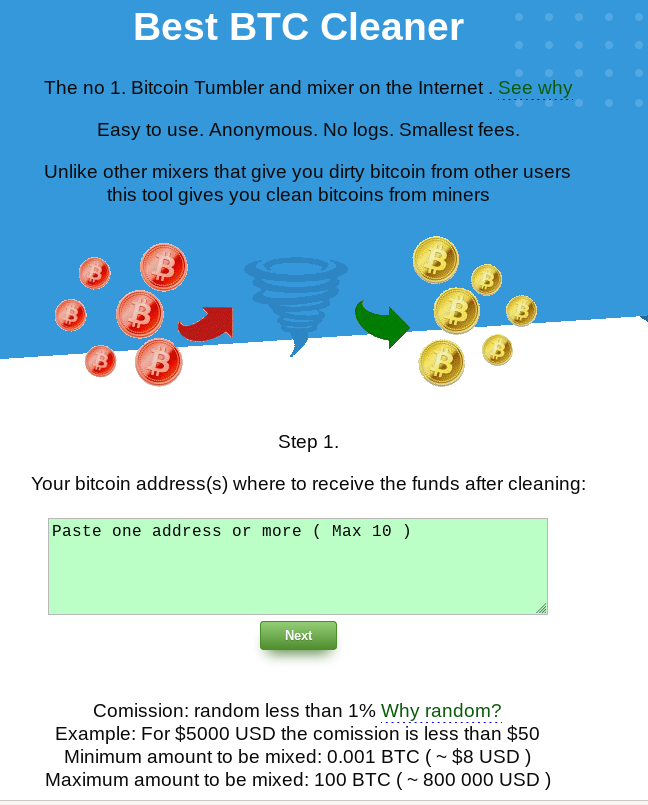 Best BTC Cleaner
The no 1. Bitcoin Tumbler and mixer on the Internet . See why
Easy to use. Anonymous. No logs. Smallest fees.
Unlike other mixers that give you dirty bitcoin from other users
this tool gives you clean bitcoins from miners
Step 1.
Your bitcoin address(s) where to receive the funds after cleaning:
Paste one address or more ( Max 10 )
Next
Comission: random less than 1% Why random?
Example: For $5000 USD the comission is less than $50
Minimum amount to be mixed: 0.001 BTC ( ~ $8 USD )
Maximum amount to be mixed: 100 BTC ( ~ 800 000 USD )